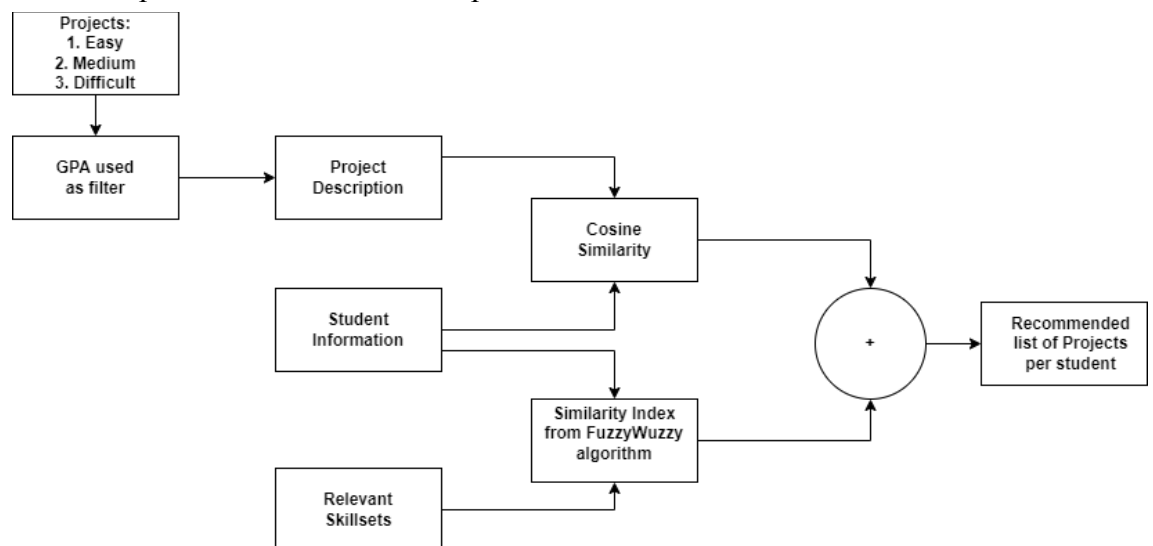 Projects:
1. Easy
2. Medium
3. Difficult
GPA used
as filter
Project
Description
Cosine
Similarity
Student
Information
+
Recommended
list of Projects
per student
Similarity Index
from FuzzyWuzzy
algorithm
Relevant
Skillsets